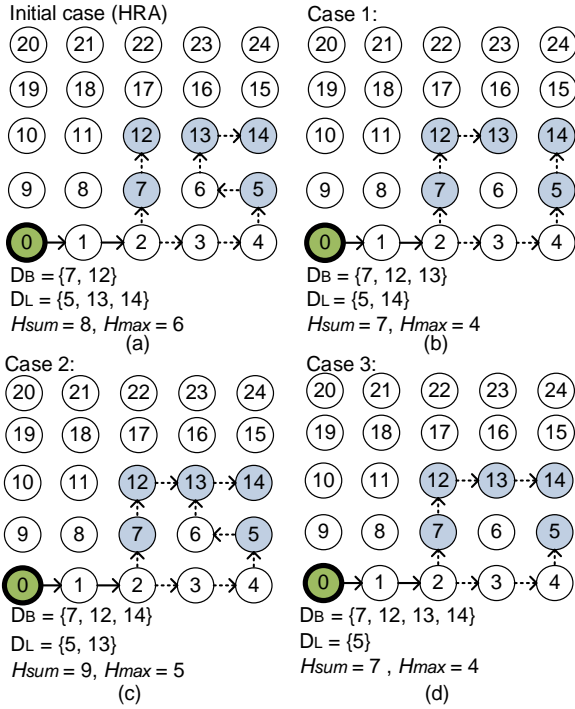 Initial case (HRA)
20 21 22 23 24
19 18 17 16 15
10 11 12 13 14
9 8 7 6 5
0 1 2 3 4
DB = {7, 12}
DL = {5, 13, 14}
Hsum = 8, Hmax = 6
(a)
Case 1:
20 21 22 23 24
19 18 17 16 15
10 11 12 13 14
9 8 7 6 5
0 1 2 3 4
DB = {7, 12, 13}
DL = {5, 14}
Hsum = 7, Hmax = 4
(b)
Case 2:
20 21 22 23 24
19 18 17 16 15
10 11 12 13 14
9 8 7 6 5
0 1 2 3 4
DB = {7, 12, 14}
DL = {5, 13}
Hsum = 9, Hmax = 5
(c)
Case 3:
20 21 22 23 24
19 18 17 16 15
10 11 12 13 14
9 8 7 6 5
0 1 2 3 4
DB = {7, 12, 13, 14}
DL = {5}
Hsum = 7 , Hmax = 4
(d)